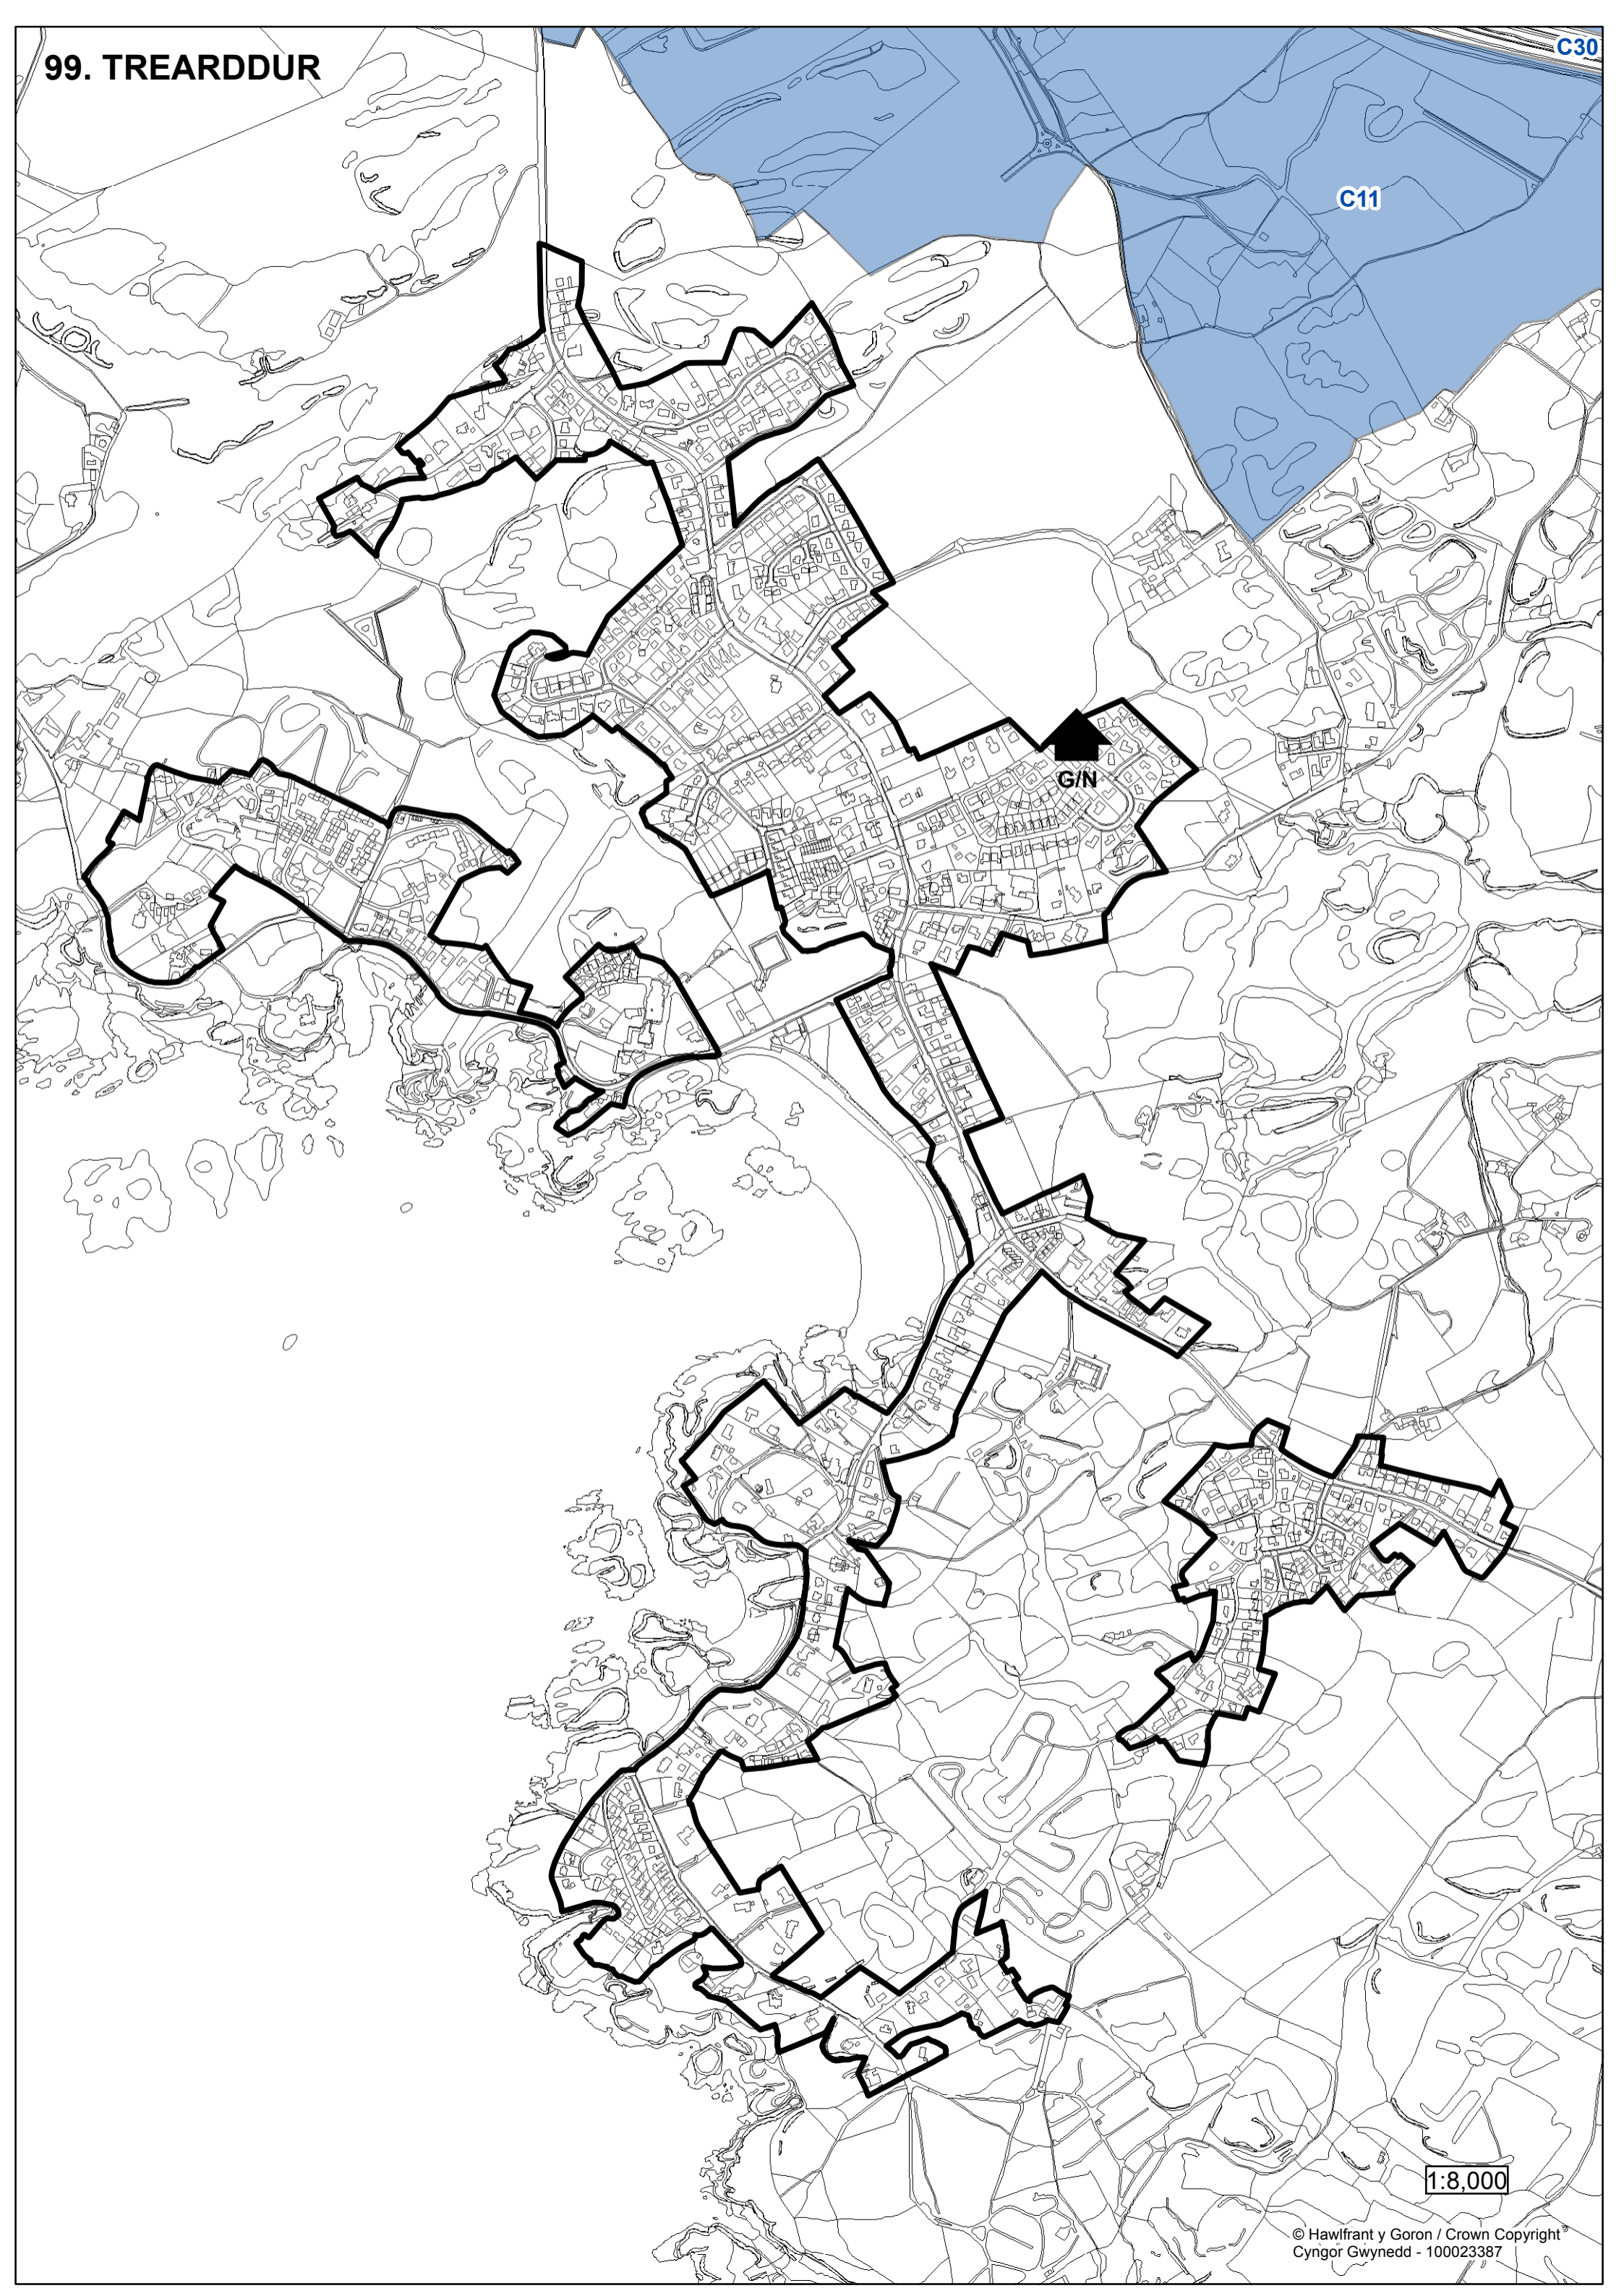 99. TREARDDUR
C30
C11
G/N
1:8,000
© Hawlfraint y Goron / Crown Copyright
Cyngor Gwynedd - 100023387